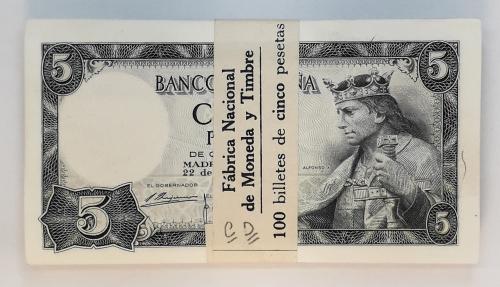 5
BANCO
ÑA
5
C
P
DE C
MADR
22 de
EL GOBERNADOR
5
ALFONSO X
5
Fábrica Nacional
de Moneda y Timbre
100 billetes de cinco pesetas